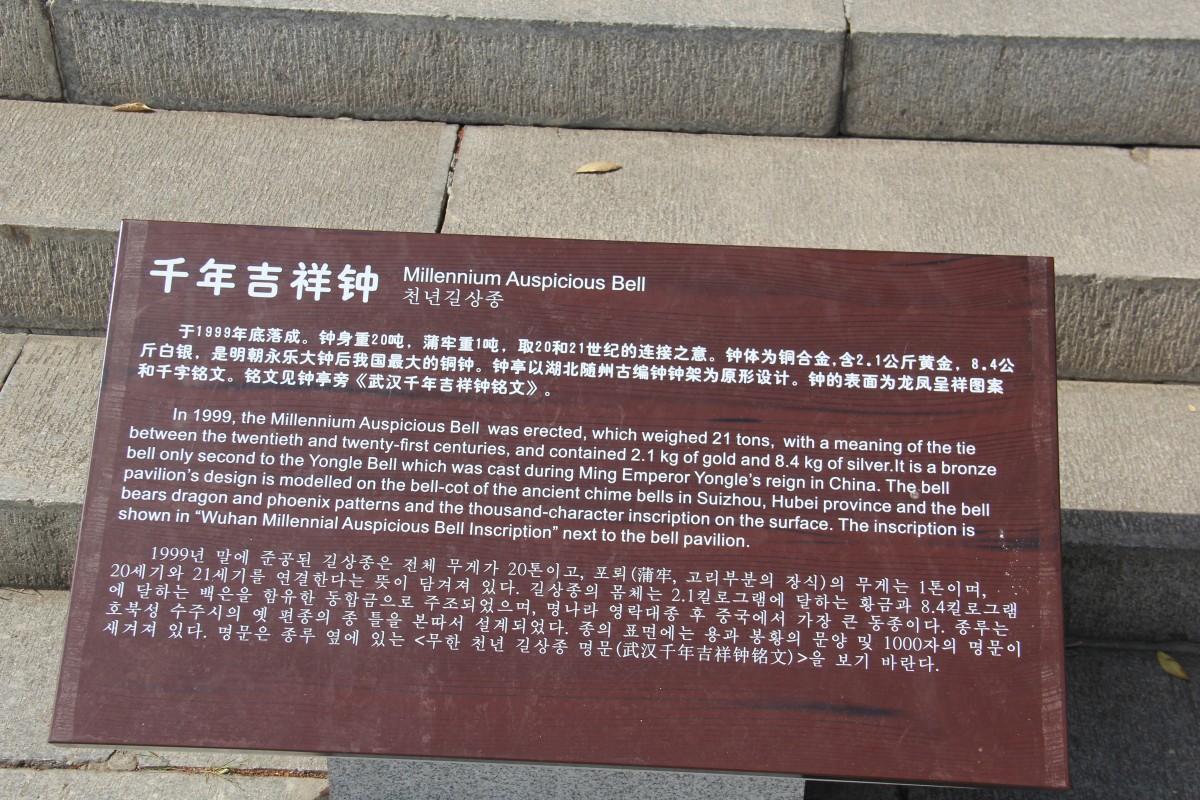 千年吉祥钟
Millennium Auspicious Bell
천년길상종
于1999年底落成。钟身重20吨，蒲牢重1吨，取20和21世纪的连接之意。钟体为铜合金,含2.1公斤黄金，8.4公
斤白银，是明朝永乐大钟后我国最大的铜钟。钟亭以湖北随州古编钟钟架为原形设计。钟的表面为龙凤呈祥图案
和千字铭文。铭文见钟亭旁《武汉千年吉祥钟铭文》。
In 1999, the Millennium Auspicious Bell was erected, which weighed 21 tons, with a meaning of the tie
between the twentieth and twenty-first centuries, and contained 2.1 kg of gold and 8.4 kg of silver.It is a bronze
bell only second to the Yongle Bell which was cast during Ming Emperor Yongle's reign in China. The bell
pavilion's design is modelled on the bell-cot of the ancient chime bells in Suizhou, Hubei province and the bell
bears dragon and phoenix patterns and the thousand-character inscription on the surface. The inscription is
shown in “Wuhan Millennial Auspicious Bell Inscription” next to the bell pavilion.
1999년 말에 준공된 길상종은 전체 무게가 20톤이고, 포뢰(蒲牢, 고리부분의 장식)의 무게는 1톤이며,
20세기와 21세기를 연결한다는 뜻이 담겨져 있다. 길상종의 몸체는 2.1킬로그램에 달하는 황금과 8.4킬로그램
에 달하는 백은을 함유한 동합금으로 주조되었으며, 명나라 영락대종 후 중국에서 가장 큰 동종이다. 종루는
호북성 수주시의 옛 편종의 종 틀을 본따서 설계되었다. 종의 표면에는 용과 봉황의 문양 및 1000자의 명문이
새겨져 있다. 명문은 종루 옆에 있는 <무한 천년 길상종 명문(武汉千年吉祥钟铭文)>을 보기 바란다.